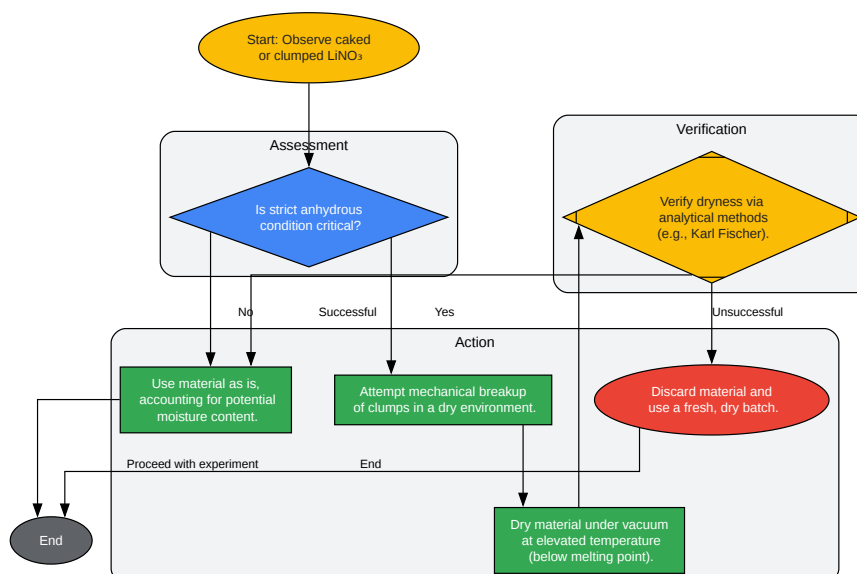 Start: Observe caked
or clumped LiNO₃
Assessment
Verification
Is strict anhydrous
condition critical?
Verify dryness via
analytical methods
(e.g., Karl Fischer).
No
Successful
Yes
Unsuccessful
Action
Use material as is,
accounting for potential
moisture content.
Attempt mechanical breakup
of clumps in a dry environment.
Discard material and
use a fresh, dry batch.
Proceed with experiment
End
End
Dry material under vacuum
at elevated temperature
(below melting point).